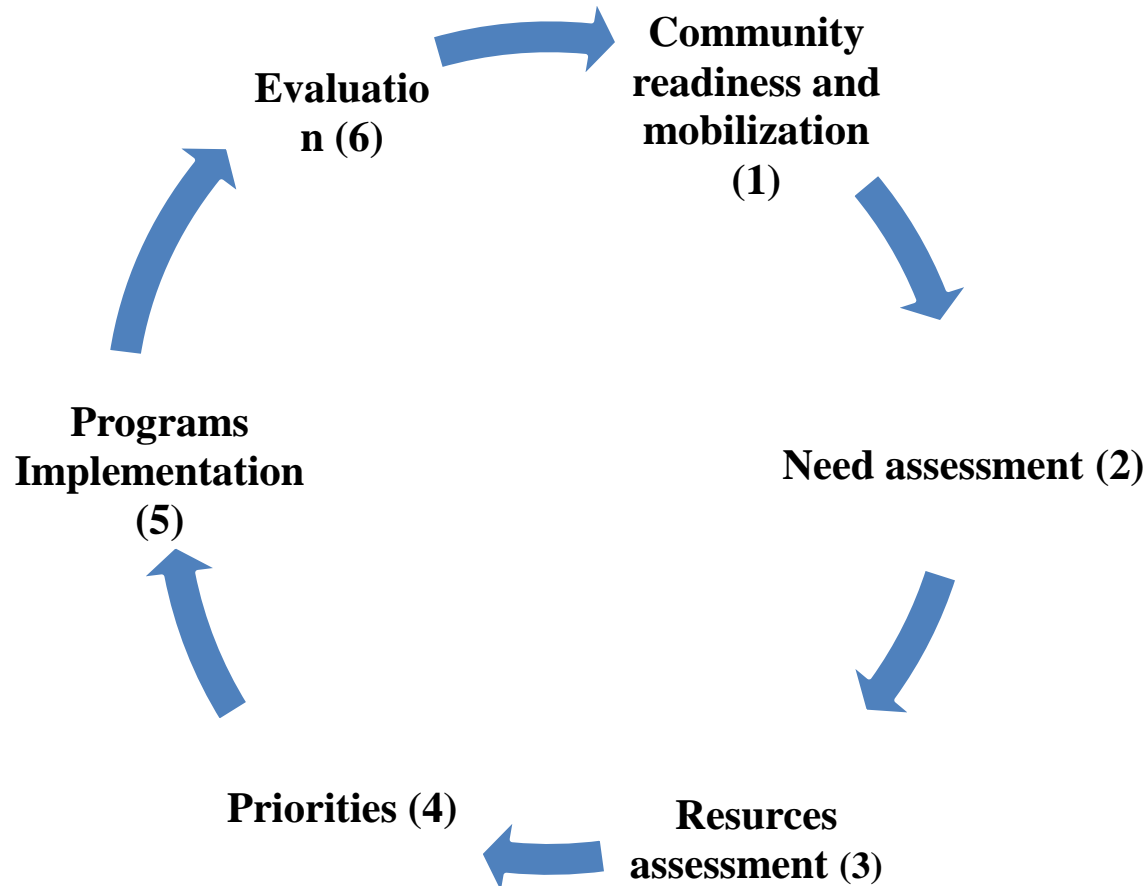 Community
readiness and
mobilization
(1)
Need assessment (2)
Resurces
assessment (3)
Priorities (4)
Programs
Implementation
(5)
Evaluatio
n (6)